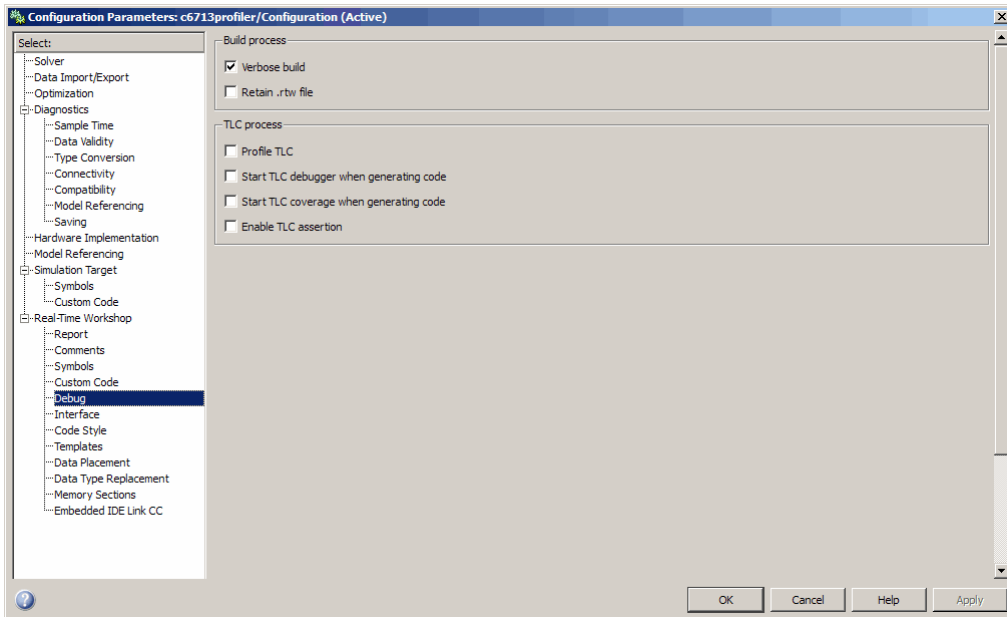 Configuration Parameters: c6713profiler/Configuration (Active)
Select:
Solver
Data Import/Export
Optimization
Diagnostics
Sample Time
Data Validity
Type Conversion
Connectivity
Compatibility
Model Referencing
Saving
Hardware Implementation
Model Referencing
Simulation Target
Symbols
Custom Code
Real-Time Workshop
Report
Comments
Symbols
Custom Code
Debug
Interface
Code Style
Templates
Data Placement
Data Type Replacement
Memory Sections
Embedded IDE Link CC
Build process
Verbose build
Retain .rtw file
TLC process
Profile TLC
Start TLC debugger when generating code
Start TLC coverage when generating code
Enable TLC assertion
OK
Cancel
Help
Apply